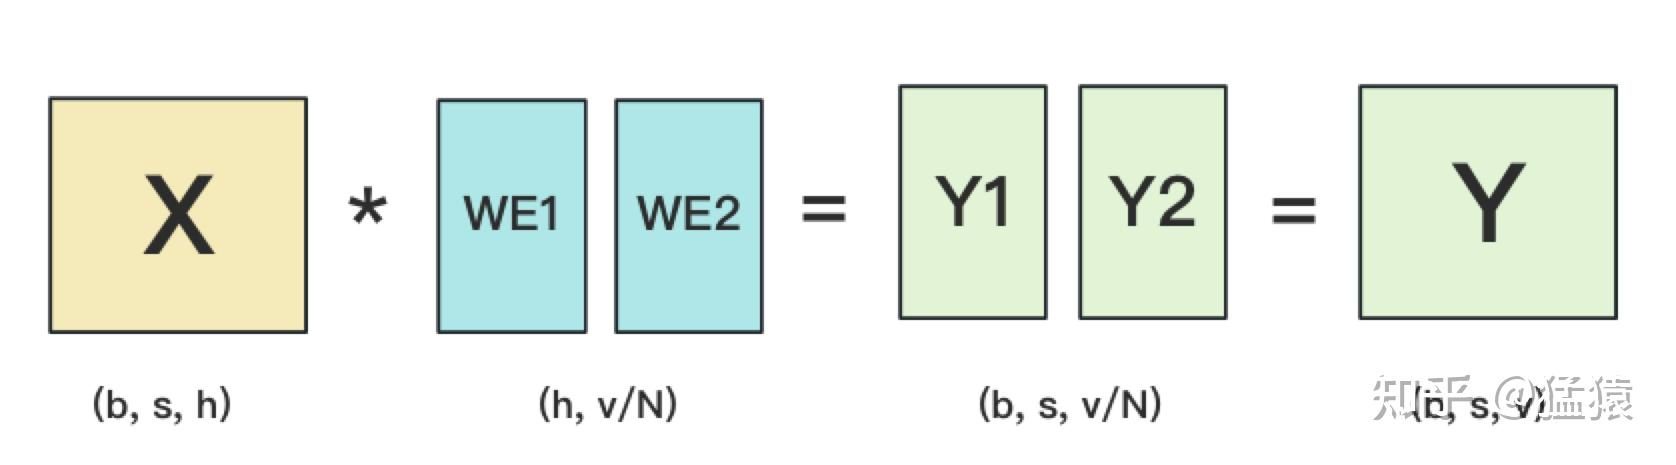 X * WE1 WE2 = Y1 Y2 = Y
(b, s, h) (h, v/N) (b, s, v/N) (b, s, v)
知乎 @猛猿